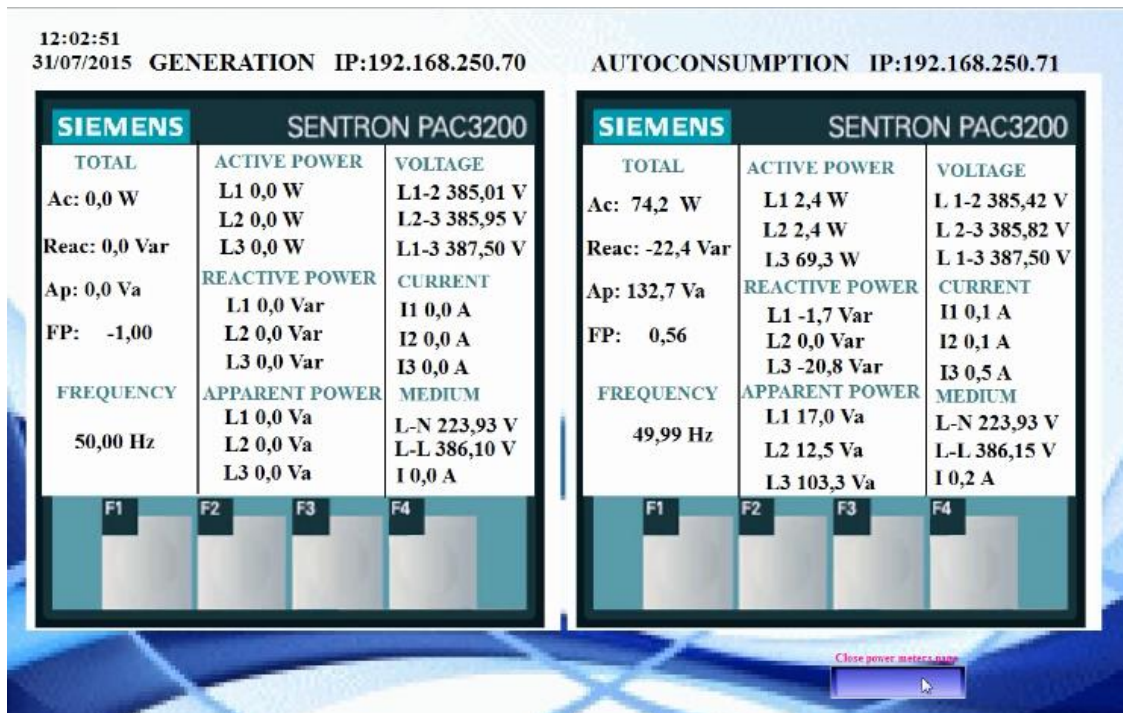 12:02:51
31/07/2015 GENERATION IP:192.168.250.70
SIEMENS SENTRON PAC3200
TOTAL
Ac: 0,0 W
Reac: 0,0 Var
Ap: 0,0 Va
FP: -1,00
FREQUENCY
50,00 Hz
ACTIVE POWER
L1 0,0 W
L2 0,0 W
L3 0,0 W
REACTIVE POWER
L1 0,0 Var
L2 0,0 Var
L3 0,0 Var
APPARENT POWER
L1 0,0 Va
L2 0,0 Va
L3 0,0 Va
VOLTAGE
L1-2 385,01 V
L2-3 385,95 V
L1-3 387,50 V
CURRENT
I1 0,0 A
I2 0,0 A
I3 0,0 A
MEDIUM
L-N 223,93 V
L-L 386,10 V
I 0,0 A
F1 F2 F3 F4
AUTOCONSUMPTION IP:192.168.250.71
SIEMENS SENTRON PAC3200
TOTAL
Ac: 74,2 W
Reac: -22,4 Var
Ap: 132,7 Va
FP: 0,56
FREQUENCY
49,99 Hz
ACTIVE POWER
L1 2,4 W
L2 2,4 W
L3 69,3 W
REACTIVE POWER
L1 -1,7 Var
L2 0,0 Var
L3 -20,8 Var
APPARENT POWER
L1 17,0 Va
L2 12,5 Va
L3 103,3 Va
VOLTAGE
L 1-2 385,42 V
L 2-3 385,82 V
L 1-3 387,50 V
CURRENT
I1 0,1 A
I2 0,1 A
I3 0,5 A
MEDIUM
L-N 223,93 V
L-L 386,15 V
I 0,2 A
F1 F2 F3 F4
Close power meters page